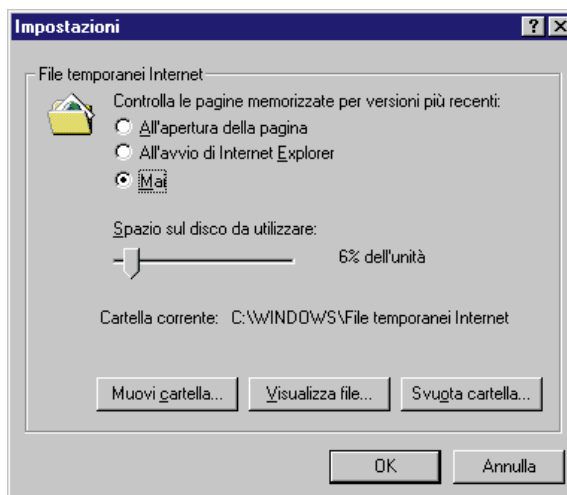 Impostazioni
File temporanei Internet
Controlla le pagine memorizzate per versioni più recenti:
All'apertura della pagina
All'avvio di Internet Explorer
Mai
Spazio sul disco da utilizzare:
6% dell'unità
Cartella corrente: C:\WINDOWS\File temporanei Internet
Muovi cartella... Visualizza file... Svuota cartella...
OK Annulla